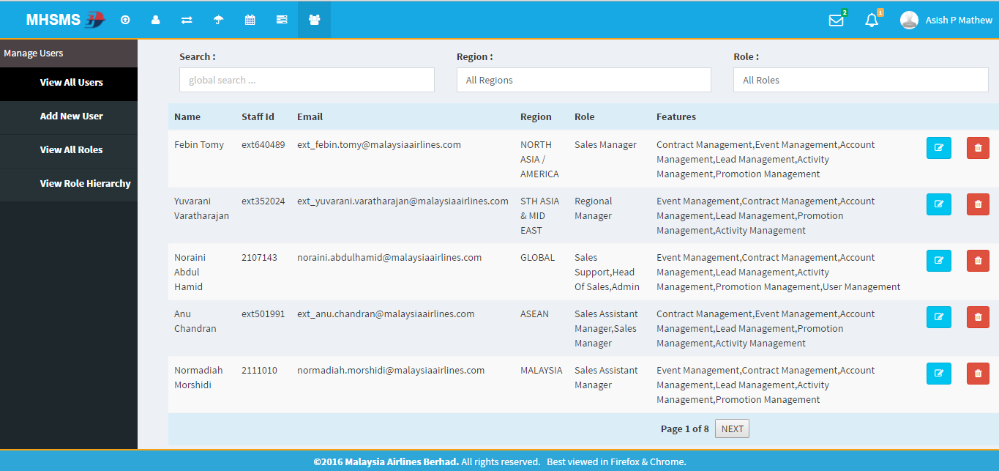 MHSMS
2
1
Asish P Mathew
Manage Users
View All Users
Add New User
View All Roles
View Role Hierarchy
Search :
Region :
Role :
global search ...
All Regions
All Roles
Name Staff Id Email Region Role Features
Febin Tomy ext640489 ext_febin.tomy@malaysiaairlines.com NORTH Sales Manager Contract Management,Event Management,Account
ASIA / Management,Lead Management,Activity
AMERICA Management,Promotion Management
Yuvarani ext352024 ext_yuvarani.varatharajan@malaysiaairlines.com STH ASIA Regional Event Management,Contract Management,Account
Varatharajan & MID Manager Management,Lead Management,Promotion
EAST Management,Activity Management
Noraini 2107143 noraini.abdulhamid@malaysiaairlines.com GLOBAL Sales Event Management,Contract Management,Account
Abdul Support,Head Management,Lead Management,Activity
Hamid Of Sales,Admin Management,Promotion Management,User Management
Anu ext501991 ext_anu.chandran@malaysiaairlines.com ASEAN Sales Assistant Contract Management,Event Management,Account
Chandran Manager,Sales Management,Lead Management,Promotion
Manager Management,Activity Management
Normadiah 2111010 normadiah.morshidi@malaysiaairlines.com MALAYSIA Sales Assistant Event Management,Contract Management,Account
Morshidi Manager Management,Lead Management,Activity
Management,Promotion Management
Page 1 of 8 NEXT
©2016 Malaysia Airlines Berhad. All rights reserved. Best viewed in Firefox & Chrome.